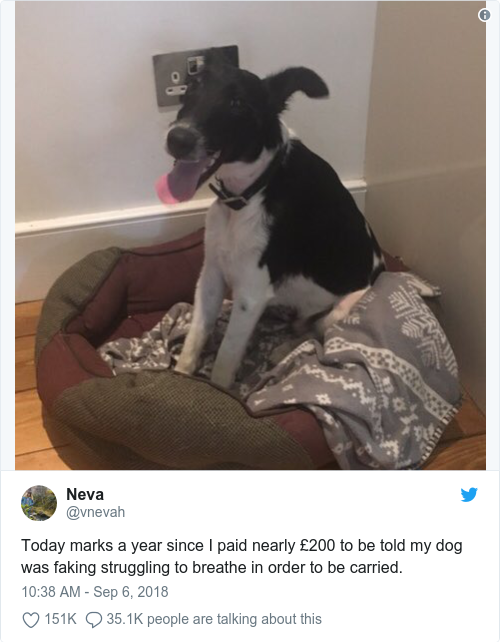 Neva
@vnevah
Today marks a year since I paid nearly £200 to be told my dog
was faking struggling to breathe in order to be carried.
10:38 AM - Sep 6, 2018
151K 35.1K people are talking about this